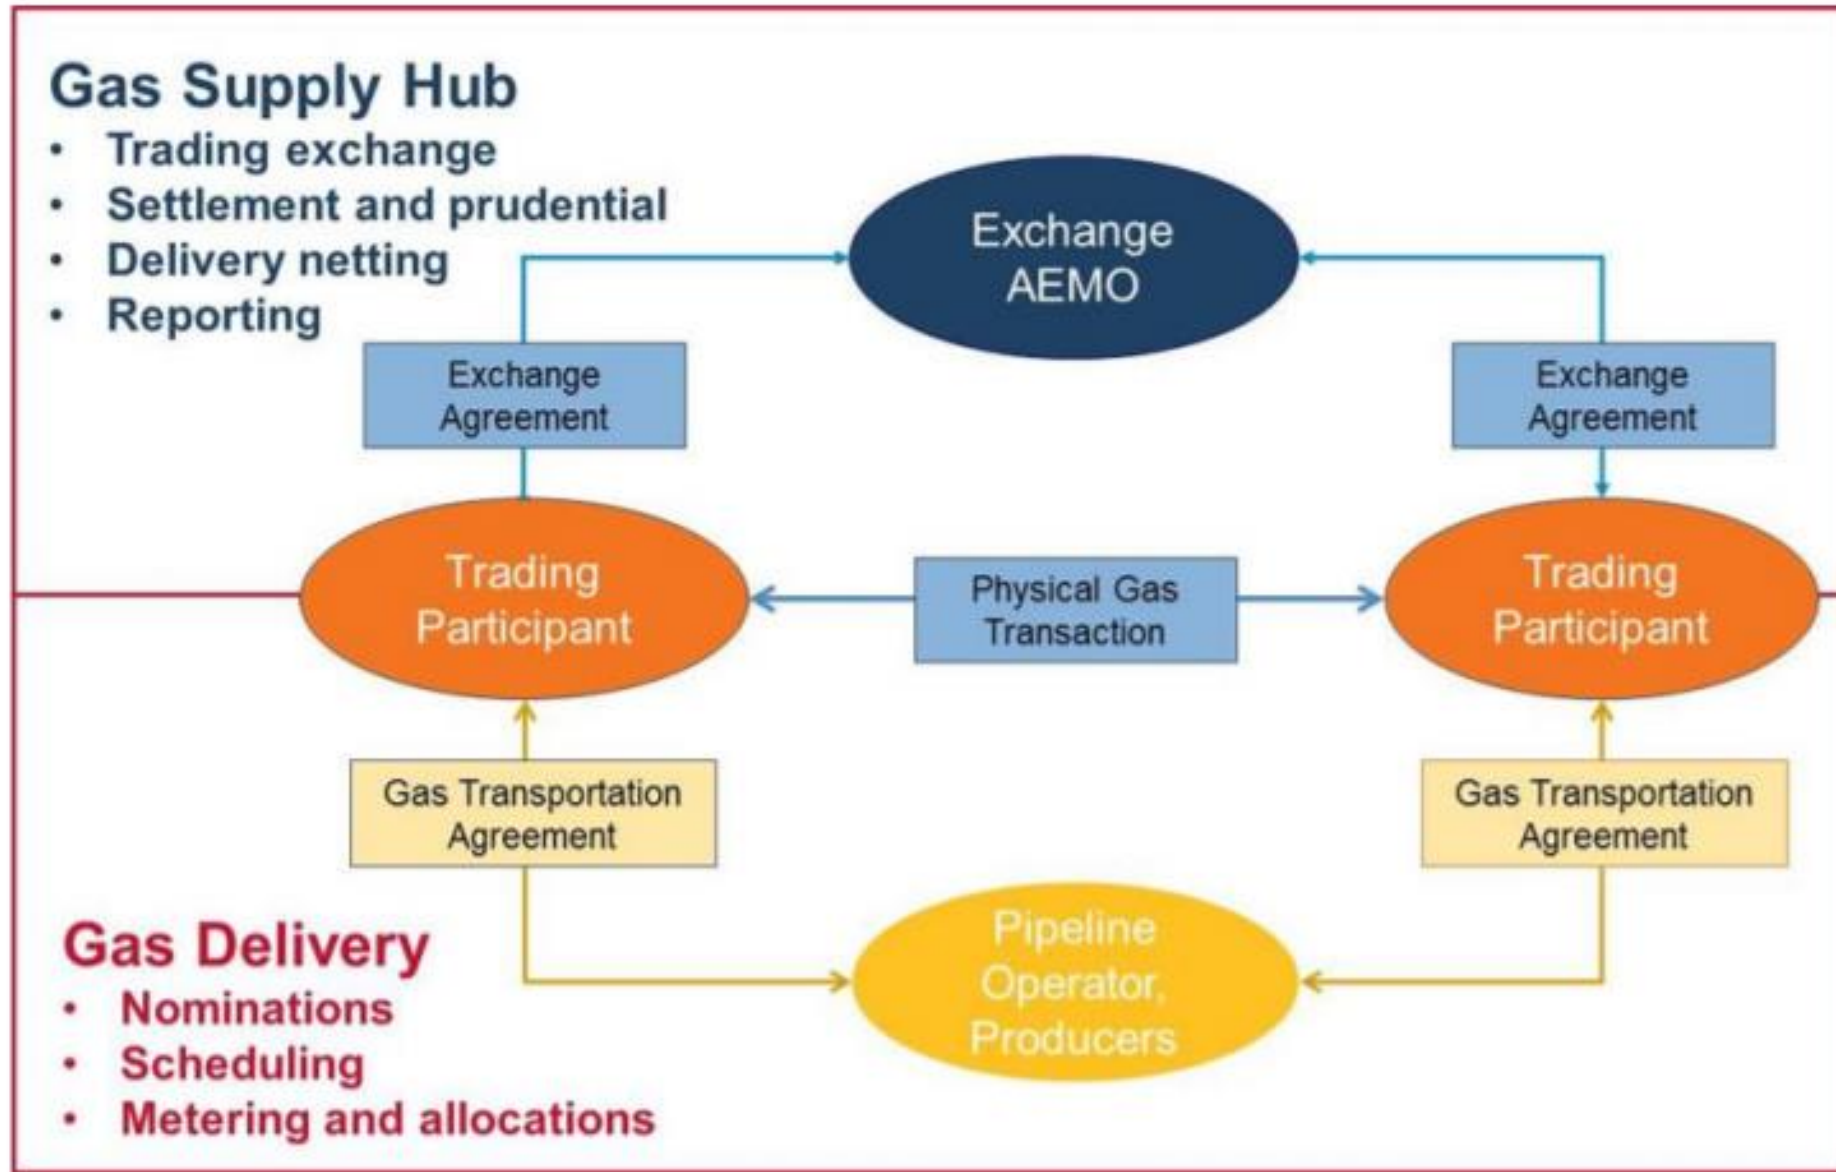 Gas Supply Hub
• Trading exchange
• Settlement and prudential
• Delivery netting
• Reporting
Exchange
AEMO
Exchange
Agreement
Exchange
Agreement
Trading
Participant
Physical Gas
Transaction
Trading
Participant
Gas Transportation
Agreement
Gas Transportation
Agreement
Pipeline
Operator,
Producers
Gas Delivery
• Nominations
• Scheduling
• Metering and allocations